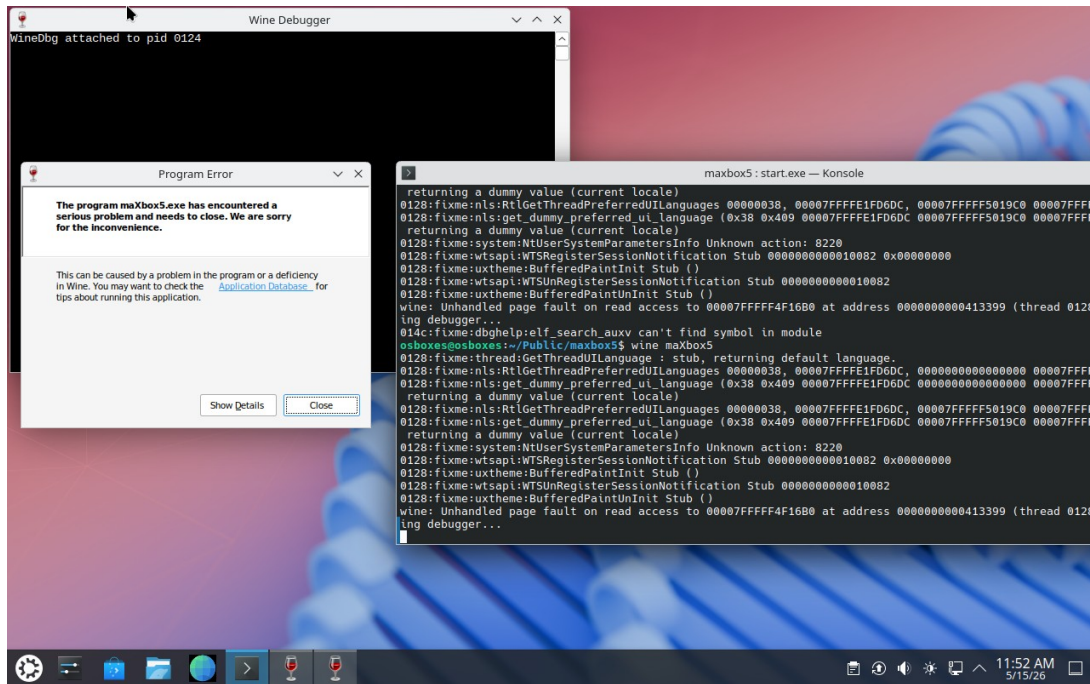 Wine Debugger
WineDbg attached to pid 0124
Program Error
The program maXbox5.exe has encountered a
serious problem and needs to close. We are sorry
for the inconvenience.
This can be caused by a problem in the program or a deficiency
in Wine. You may want to check the Application Database for
tips about running this application.
Show Details
Close
maxbox5 : start.exe — Konsole
returning a dummy value (current locale)
0128:fixme:nls:RtlGetThreadPreferredUILanguages 00000038, 00007FFFFE1FD6DC, 00007FFFFF5019C0 00007FFF
0128:fixme:nls:get_dummy_preferred_ui_language (0x38 0x409 00007FFFFE1FD6DC 00007FFFFF5019C0 00007FFF
returning a dummy value (current locale)
0128:fixme:system:NtUserSystemParametersInfo Unknown action: 8220
0128:fixme:wtsapi:WTSRegisterSessionNotification Stub 0000000000010082 0x00000000
0128:fixme:uxtheme:BufferedPaintInit Stub ()
0128:fixme:wtsapi:WTSUnRegisterSessionNotification Stub 0000000000010082
0128:fixme:uxtheme:BufferedPaintUnInit Stub ()
wine: Unhandled page fault on read access to 00007FFFFF4F16B0 at address 0000000000413399 (thread 0128
ing debugger...
014c:fixme:dbghelp:elf_search_auxv can't find symbol in module
osboxes@osboxes:~/Public/maxbox5$ wine maXbox5
0128:fixme:thread:GetThreadUILanguage : stub, returning default language.
0128:fixme:nls:RtlGetThreadPreferredUILanguages 00000038, 00007FFFFE1FD6DC, 0000000000000000 00007FFF
0128:fixme:nls:get_dummy_preferred_ui_language (0x38 0x409 00007FFFFE1FD6DC 0000000000000000 00007FFF
returning a dummy value (current locale)
0128:fixme:nls:RtlGetThreadPreferredUILanguages 00000038, 00007FFFFE1FD6DC, 00007FFFFF5019C0 00007FFF
0128:fixme:nls:get_dummy_preferred_ui_language (0x38 0x409 00007FFFFE1FD6DC 00007FFFFF5019C0 00007FFF
returning a dummy value (current locale)
0128:fixme:system:NtUserSystemParametersInfo Unknown action: 8220
0128:fixme:wtsapi:WTSRegisterSessionNotification Stub 0000000000010082 0x00000000
0128:fixme:uxtheme:BufferedPaintInit Stub ()
0128:fixme:wtsapi:WTSUnRegisterSessionNotification Stub 0000000000010082
0128:fixme:uxtheme:BufferedPaintUnInit Stub ()
wine: Unhandled page fault on read access to 00007FFFFF4F16B0 at address 0000000000413399 (thread 0128
ing debugger...
11:52 AM
5/15/26